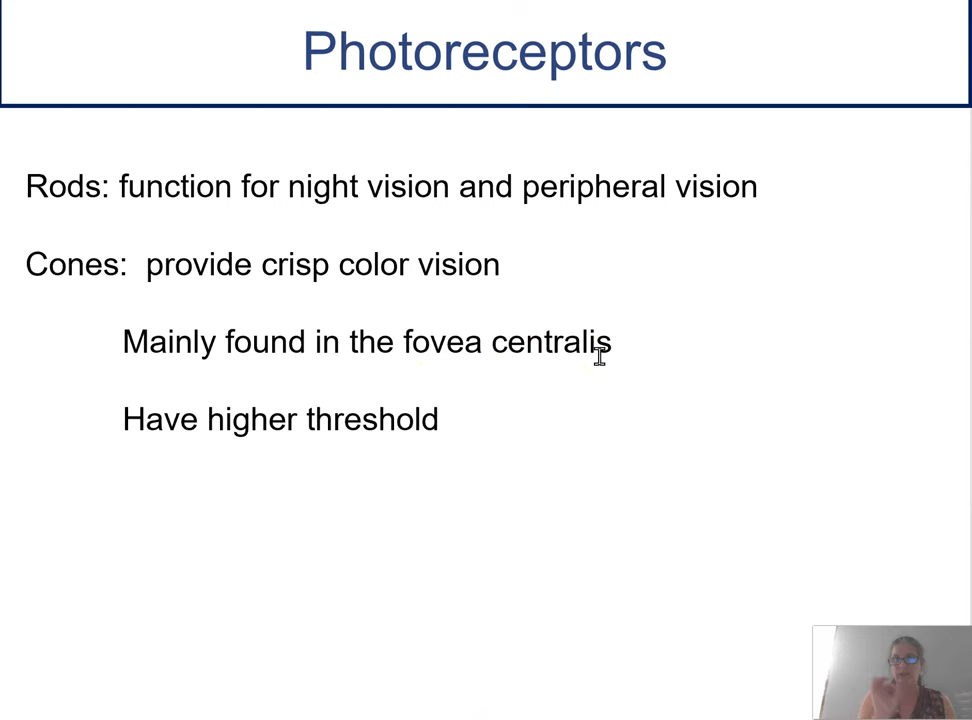 Photoreceptors
Rods: function for night vision and peripheral vision
Cones:  provide crisp color vision
Mainly found in the fovea centralis
Have higher threshold